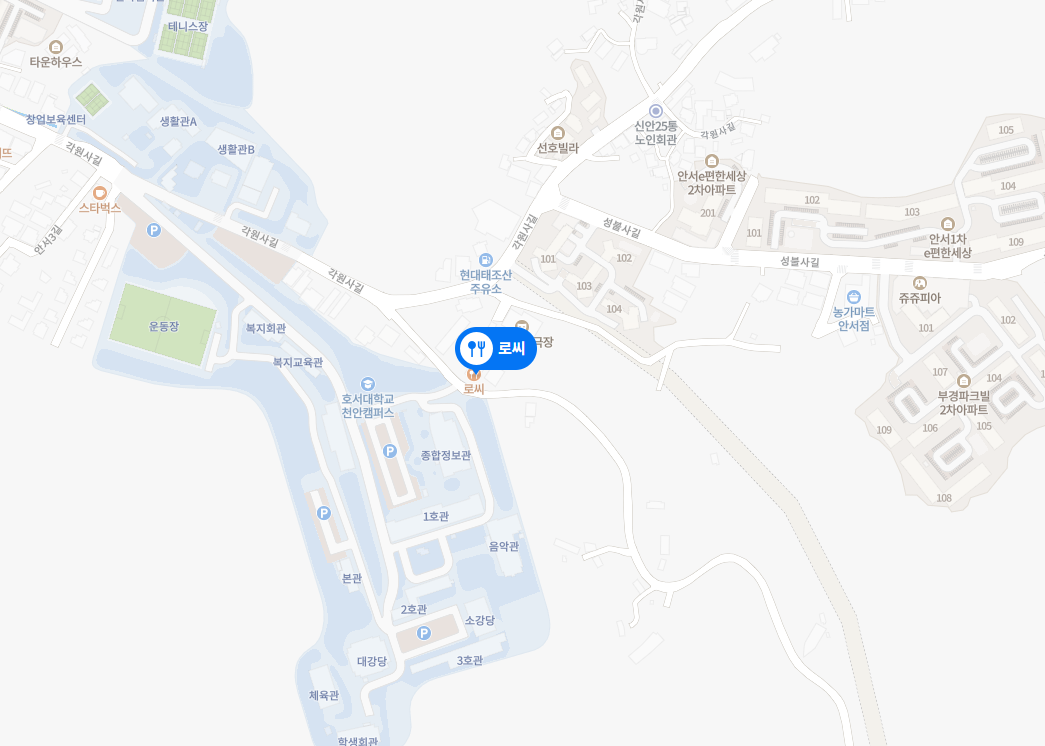 테니스장
타운하우스
창업보육센터
생활관A
생활관B
각원사길
스타벅스
안서3길
P
각원사길
각원사길
각원사길
신안25통
노인회관
각원사길
선호빌라
안서e편한세상
2차아파트
201
101
102
103
104
105
109
안서1차
e편한세상
성불사길
성불사길
각원사길
현대태조산
주유소
101
102
103
104
농가마트
안서점
쥬쥬피아
101
102
107
104
부경파크빌
2차아파트
109
106
105
108
운동장
복지회관
복지교육관
로씨
극장
로씨
호서대학교
천안캠퍼스
P
종합정보관
1호관
P
음악관
본관
2호관
소강당
P
대강당
3호관
체육관
학생회관